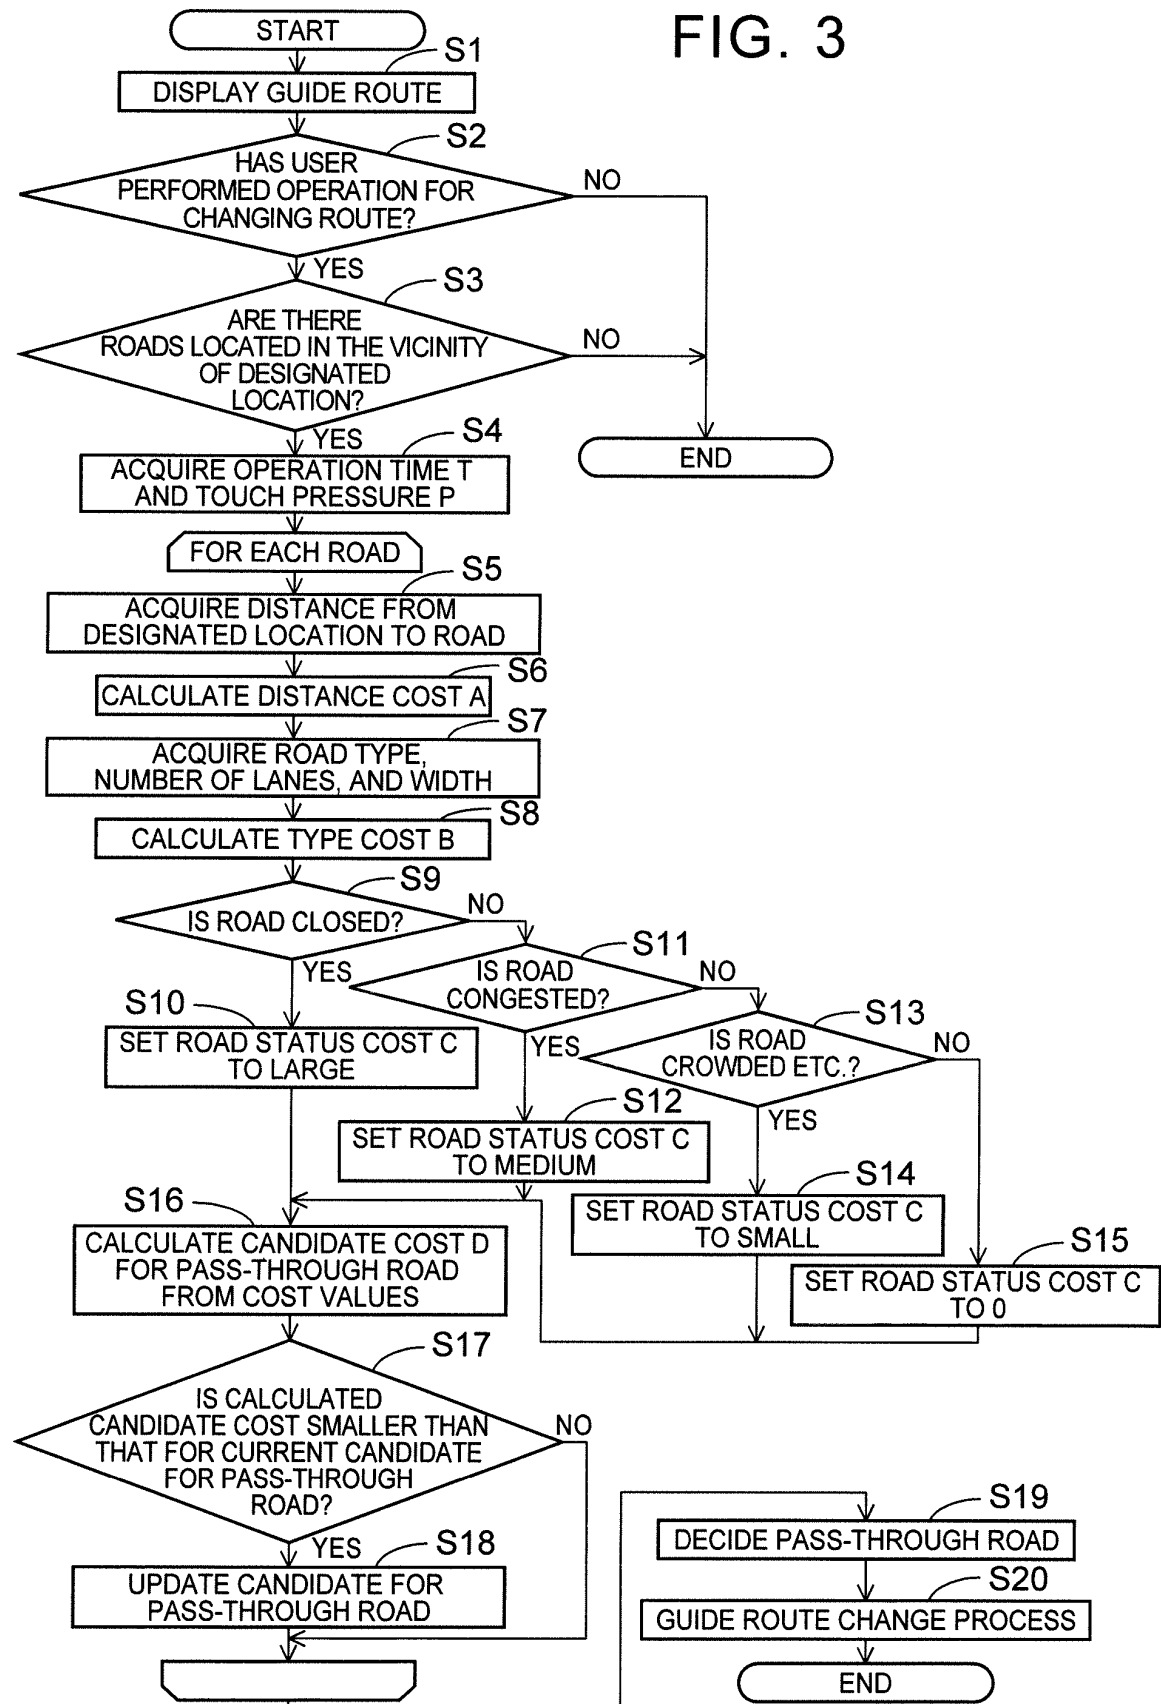 FIG. 3
START
S1
DISPLAY GUIDE ROUTE
S2
HAS USER
PERFORMED OPERATION FOR
CHANGING ROUTE?
NO
YES
S3
ARE THERE
ROADS LOCATED IN THE VICINITY
OF DESIGNATED
LOCATION?
NO
YES
END
S4
ACQUIRE OPERATION TIME T
AND TOUCH PRESSURE P
FOR EACH ROAD
S5
ACQUIRE DISTANCE FROM
DESIGNATED LOCATION TO ROAD
S6
CALCULATE DISTANCE COST A
S7
ACQUIRE ROAD TYPE,
NUMBER OF LANES, AND WIDTH
S8
CALCULATE TYPE COST B
S9
IS ROAD CLOSED?
NO
YES
S10
SET ROAD STATUS COST C
TO LARGE
S11
IS ROAD
CONGESTED?
NO
YES
S12
SET ROAD STATUS COST C
TO MEDIUM
S13
IS ROAD
CROWDED ETC.?
NO
YES
S14
SET ROAD STATUS COST C
TO SMALL
S15
SET ROAD STATUS COST C
TO 0
S16
CALCULATE CANDIDATE COST D
FOR PASS-THROUGH ROAD
FROM COST VALUES
S17
IS CALCULATED
CANDIDATE COST SMALLER THAN
THAT FOR CURRENT CANDIDATE
FOR PASS-THROUGH
ROAD?
NO
YES
S18
UPDATE CANDIDATE FOR
PASS-THROUGH ROAD
S19
DECIDE PASS-THROUGH ROAD
S20
GUIDE ROUTE CHANGE PROCESS
END